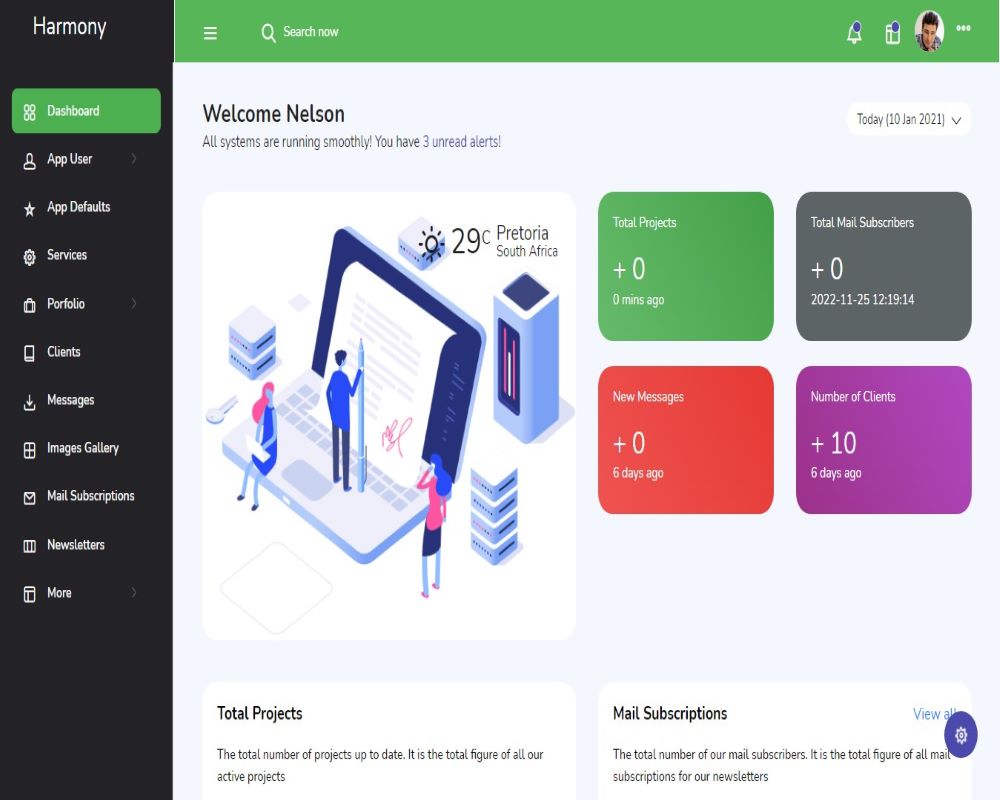 Harmony
Search now
Dashboard
App User
App Defaults
Services
Porfolio
Clients
Messages
Images Gallery
Mail Subscriptions
Newsletters
More
Welcome Nelson
All systems are running smoothly! You have 3 unread alerts!
Today (10 Jan 2021)
29C
Pretoria
South Africa
Total Projects
+ 0
0 mins ago
Total Mail Subscribers
+ 0
2022-11-25 12:19:14
New Messages
+ 0
6 days ago
Number of Clients
+ 10
6 days ago
Total Projects
The total number of projects up to date. It is the total figure of all our
active projects
Mail Subscriptions
View all
The total number of our mail subscribers. It is the total figure of all mail
subscriptions for our newsletters